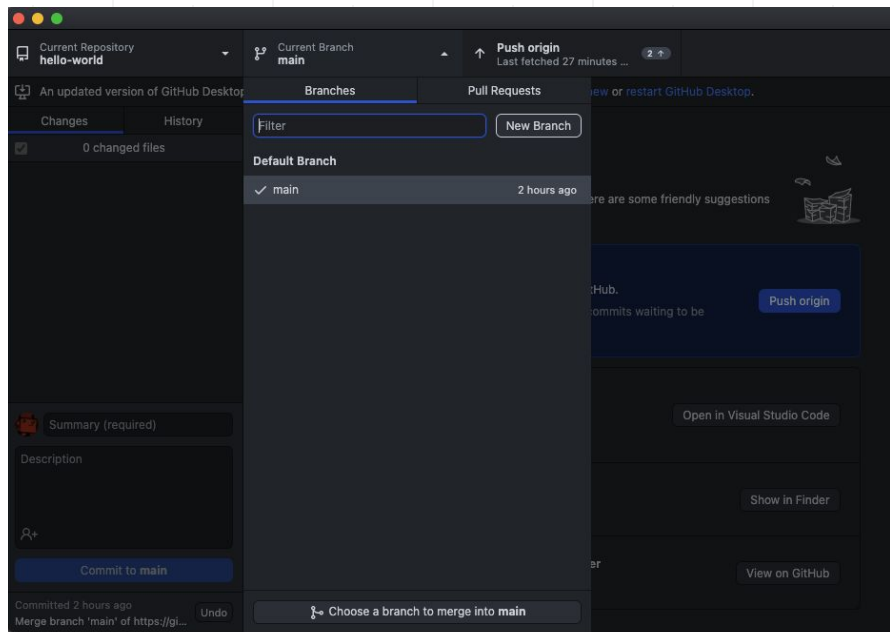 Current Repository
hello-world
Current Branch
main
Push origin
Last fetched 27 minutes ...
2
An updated version of GitHub Desktop
ew or restart GitHub Desktop.
Branches
Pull Requests
Changes
History
Filter
New Branch
0 changed files
Default Branch
main
2 hours ago
ere are some friendly suggestions
tHub.
commits waiting to be
Push origin
Open in Visual Studio Code
Summary (required)
Description
Show in Finder
Commit to main
er
View on GitHub
Committed 2 hours ago
Merge branch 'main' of https://gi...
Undo
Choose a branch to merge into main